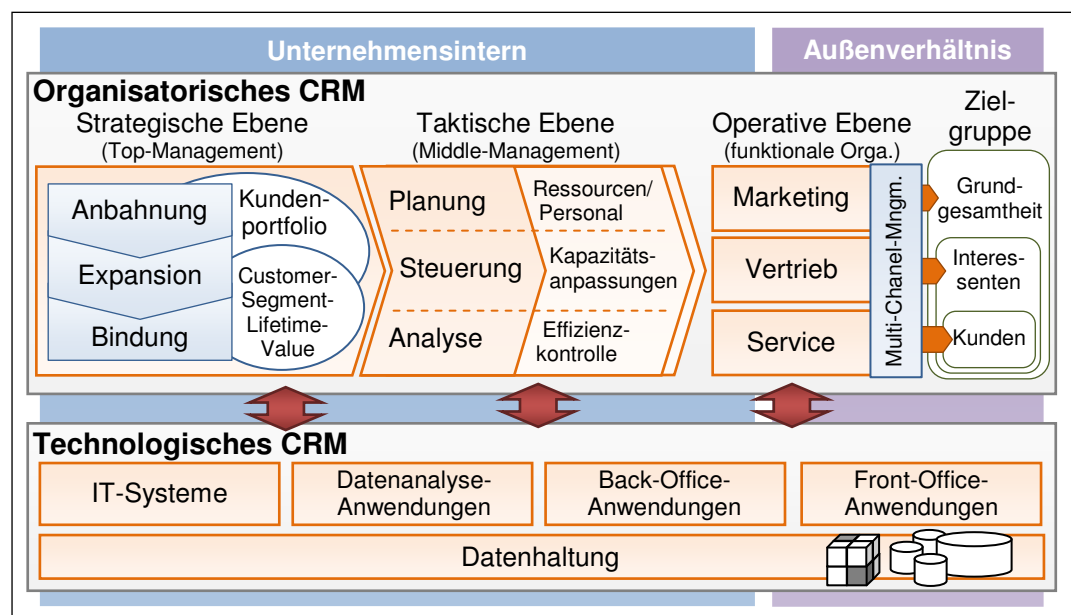 Unternehmensintern
Außenverhältnis
Organisatorisches CRM
Strategische Ebene
(Top-Management)
Taktische Ebene
(Middle-Management)
Operative Ebene
(funktionale Orga.)
Ziel-
gruppe
Anbahnung
Expansion
Bindung
Kunden-
portfolio
Customer-
Segment-
Lifetime-
Value
Planung
Steuerung
Analyse
Ressourcen/
Personal
Kapazitäts-
anpassungen
Effizienz-
kontrolle
Marketing
Vertrieb
Service
Multi-Chanel-Mngm.
Grund-
gesamtheit
Interes-
senten
Kunden
Technologisches CRM
IT-Systeme
Datenanalyse-
Anwendungen
Back-Office-
Anwendungen
Front-Office-
Anwendungen
Datenhaltung